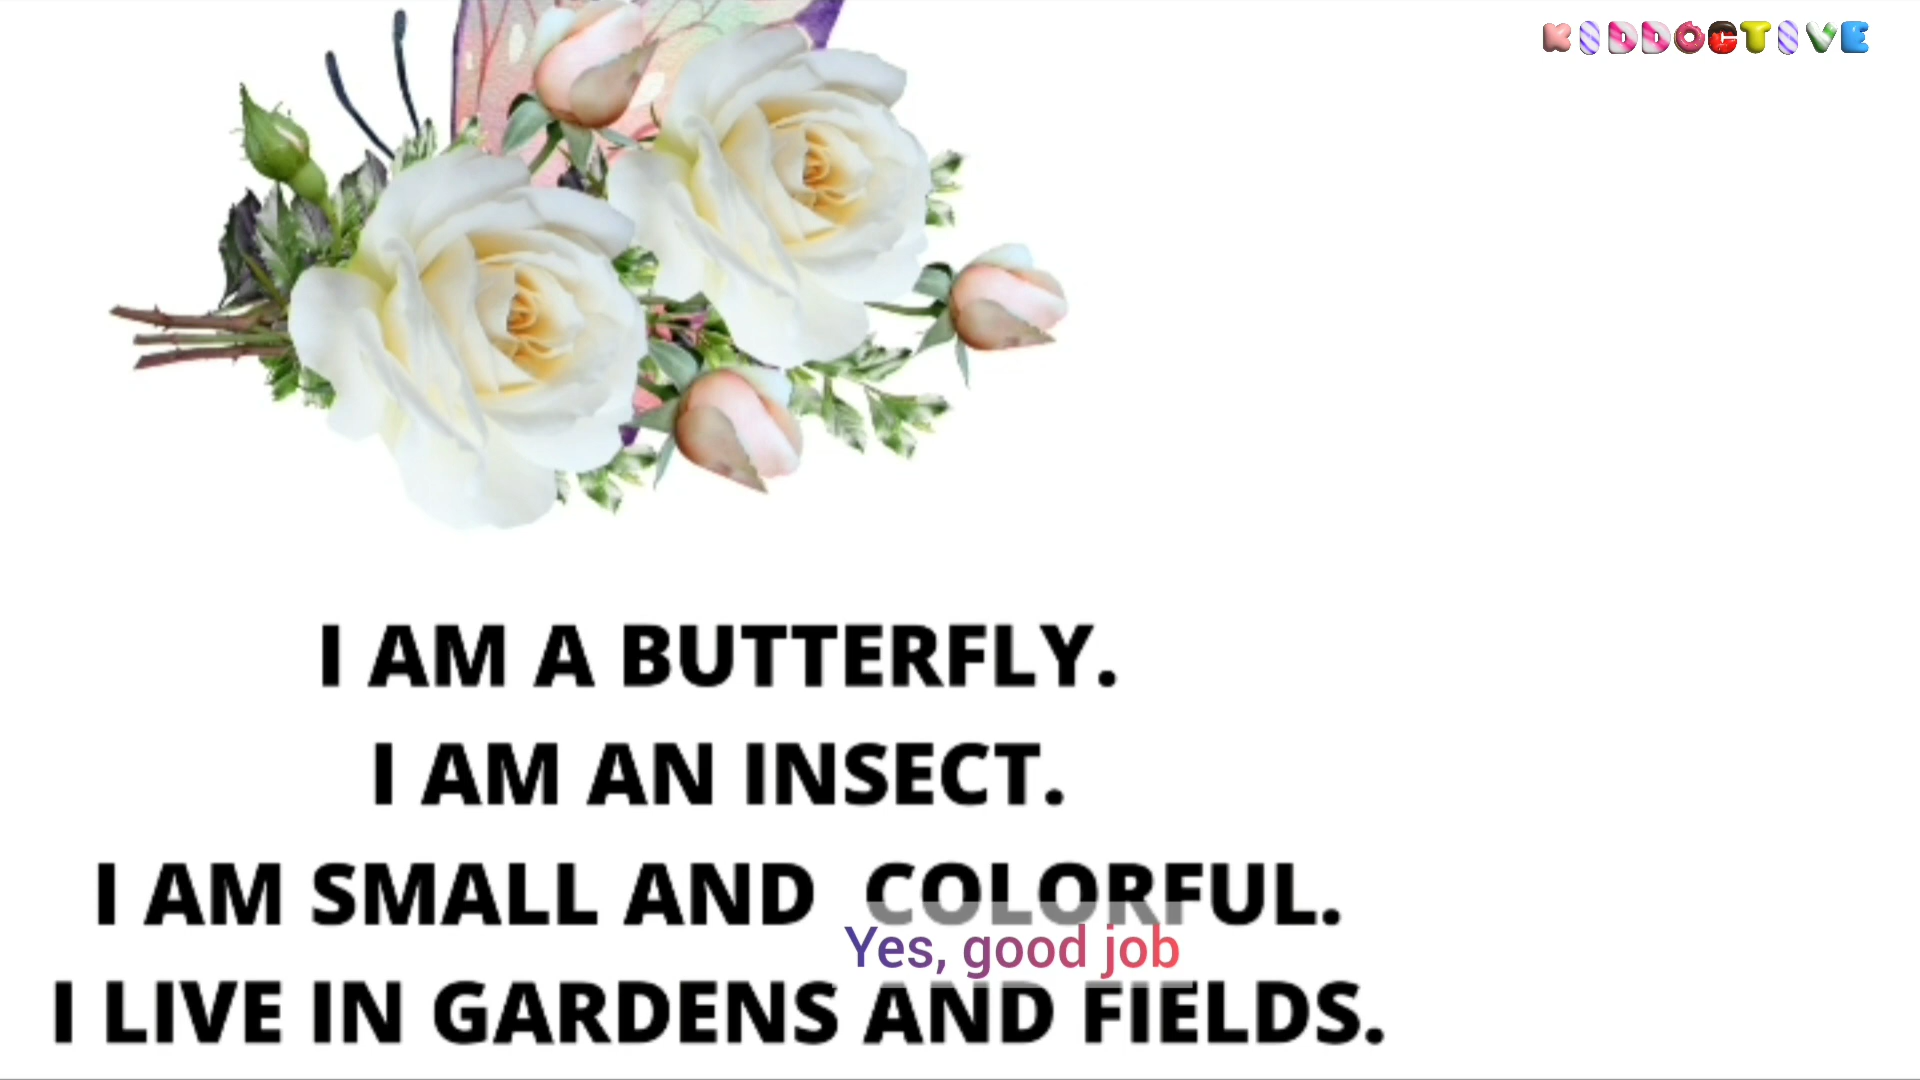 KIDDOCTIVE
I AM A BUTTERFLY.
I AM AN INSECT.
I AM SMALL AND COLORFUL.
Yes, good job
I LIVE IN GARDENS AND FIELDS.